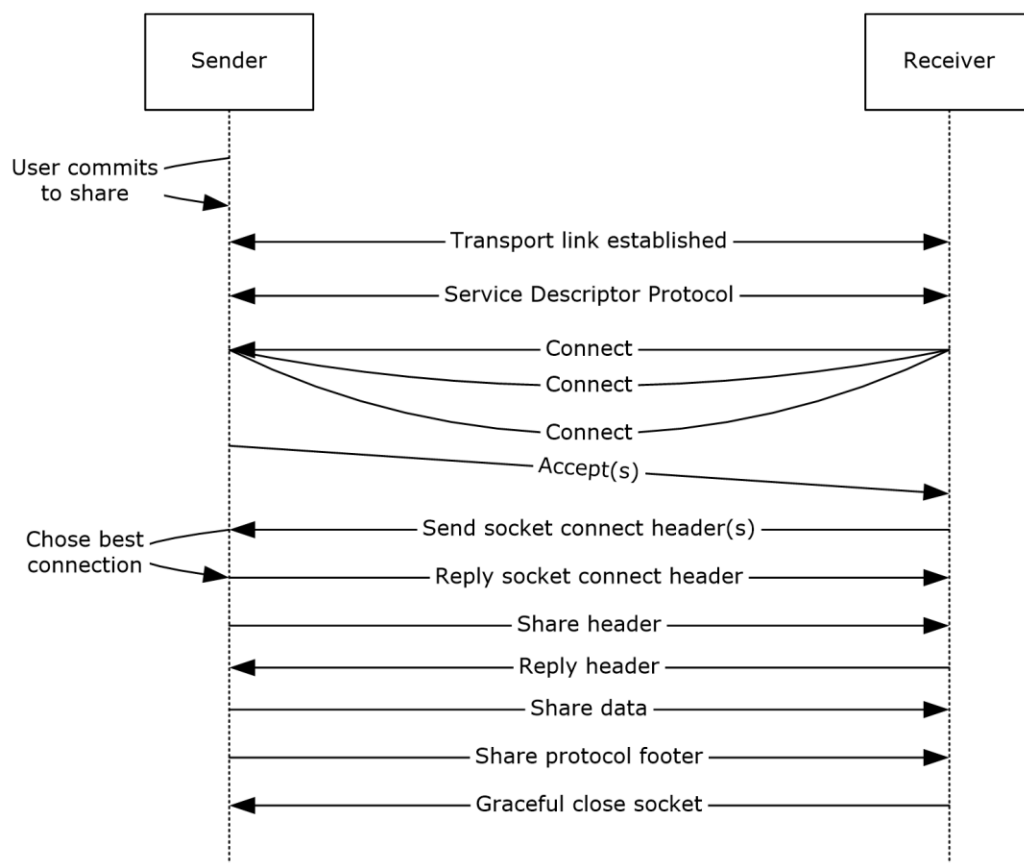 Sender
Receiver
User commits
to share
Transport link established
Service Descriptor Protocol
Connect
Connect
Connect
Accept(s)
Send socket connect header(s)
Chose best
connection
Reply socket connect header
Share header
Reply header
Share data
Share protocol footer
Graceful close socket